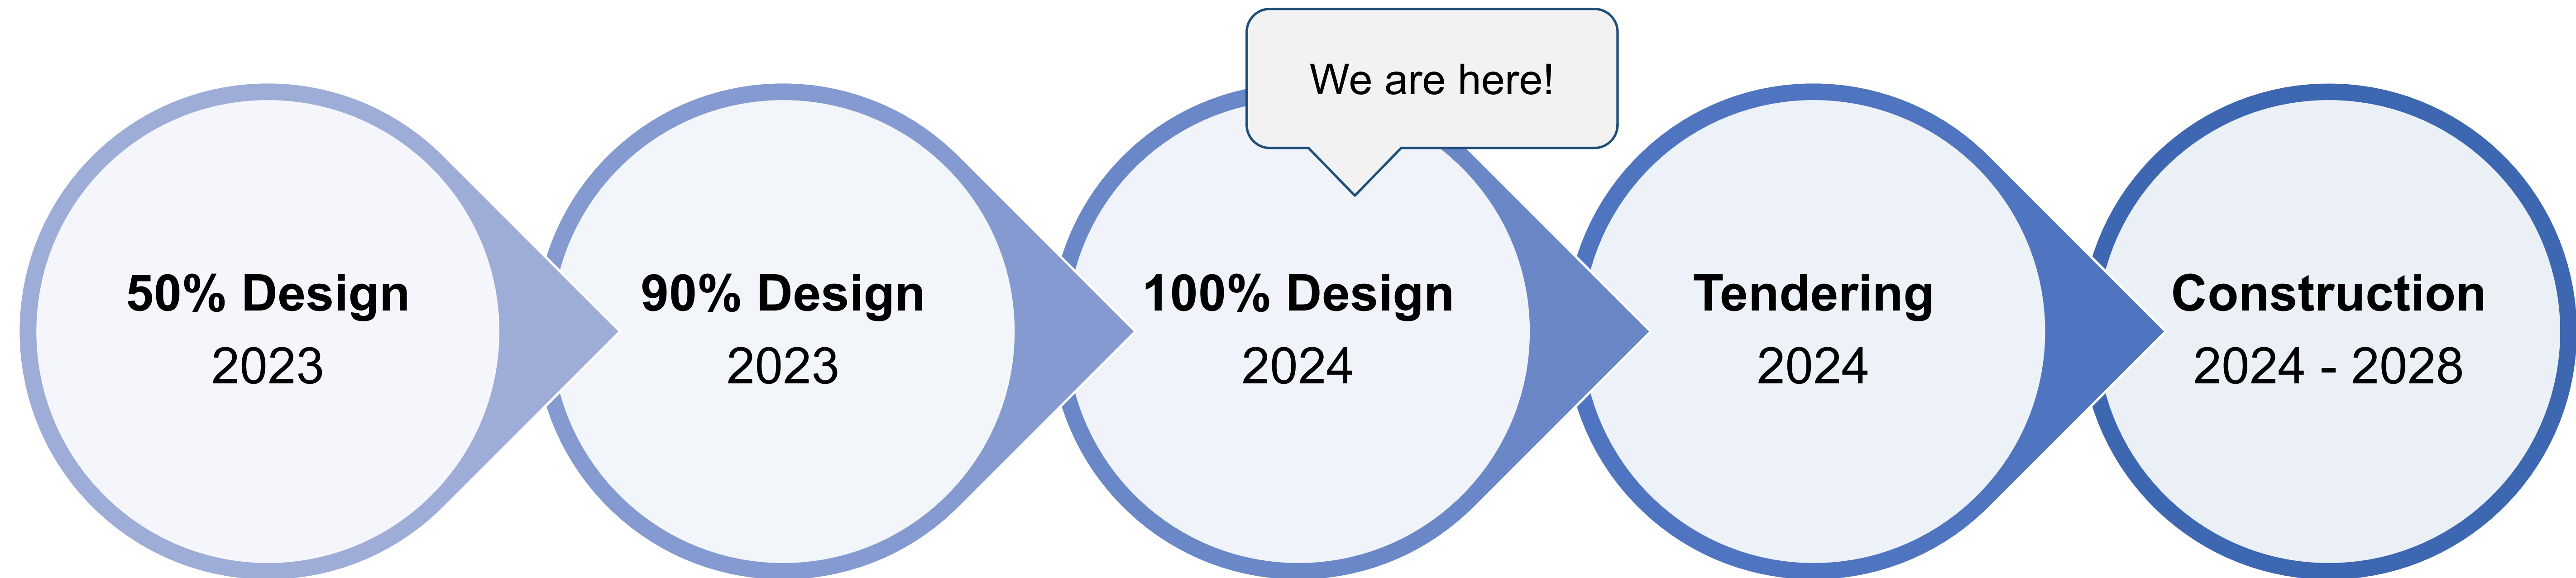 We are here!
50% Design
2023
90% Design
2023
100% Design
2024
Tendering
2024
Construction
2024 - 2028